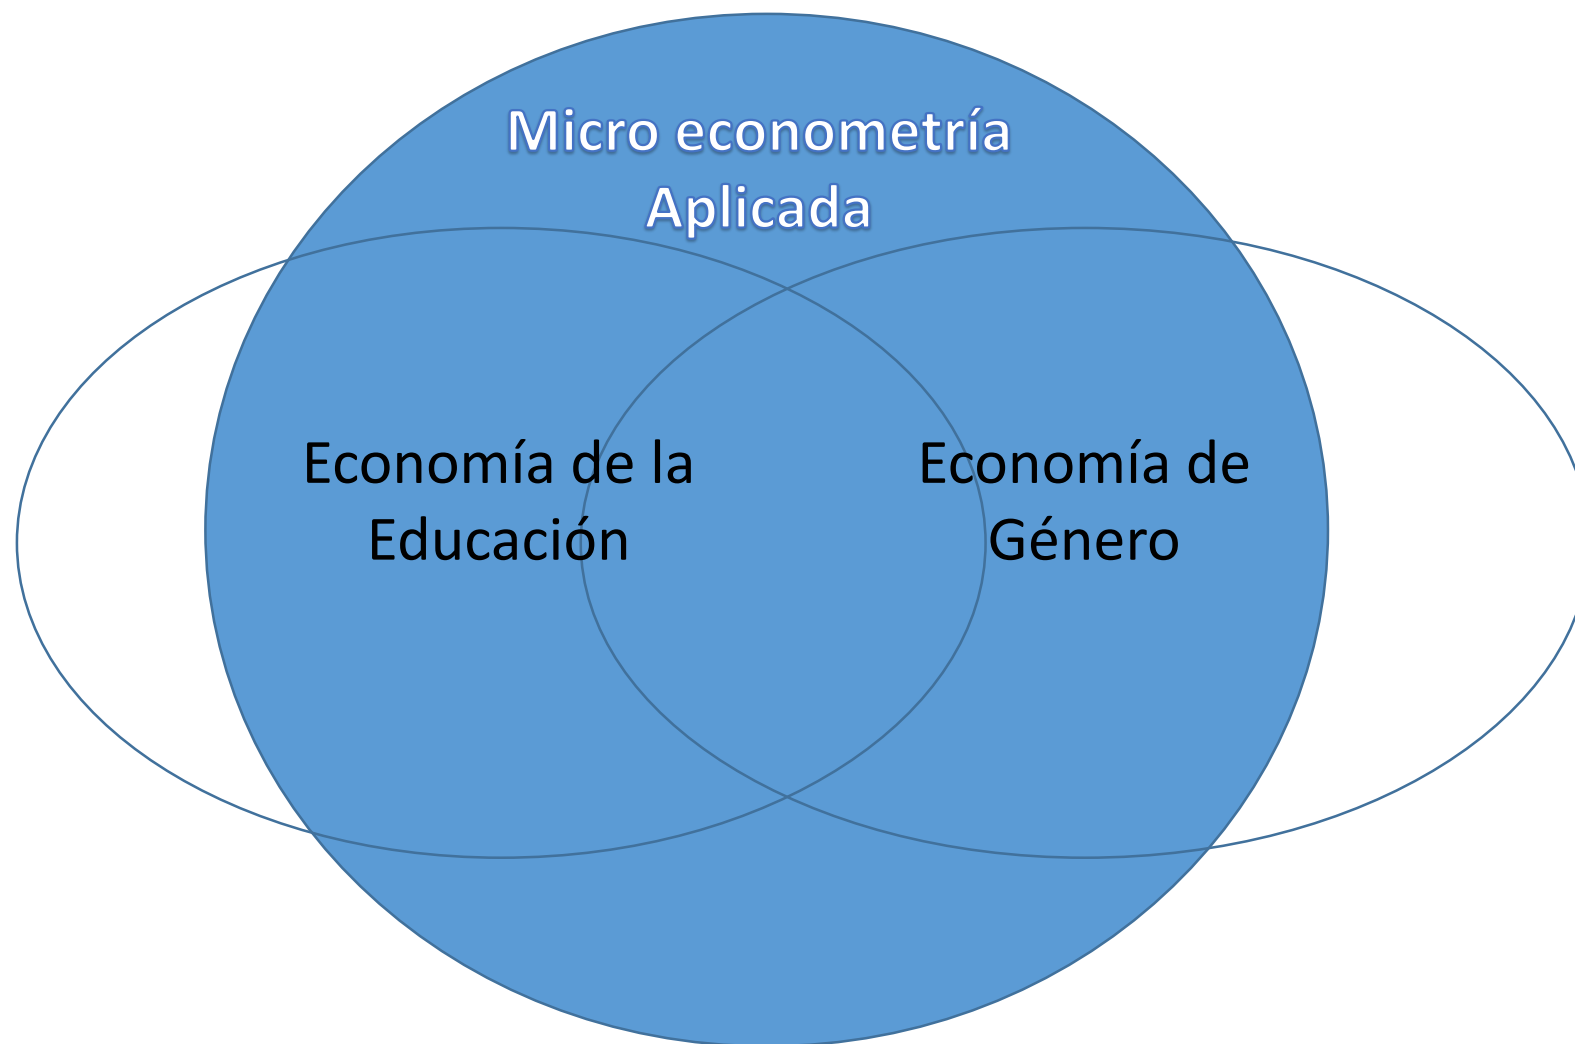 Micro econometría
Aplicada
Economía de la
Educación
Economía de
Género